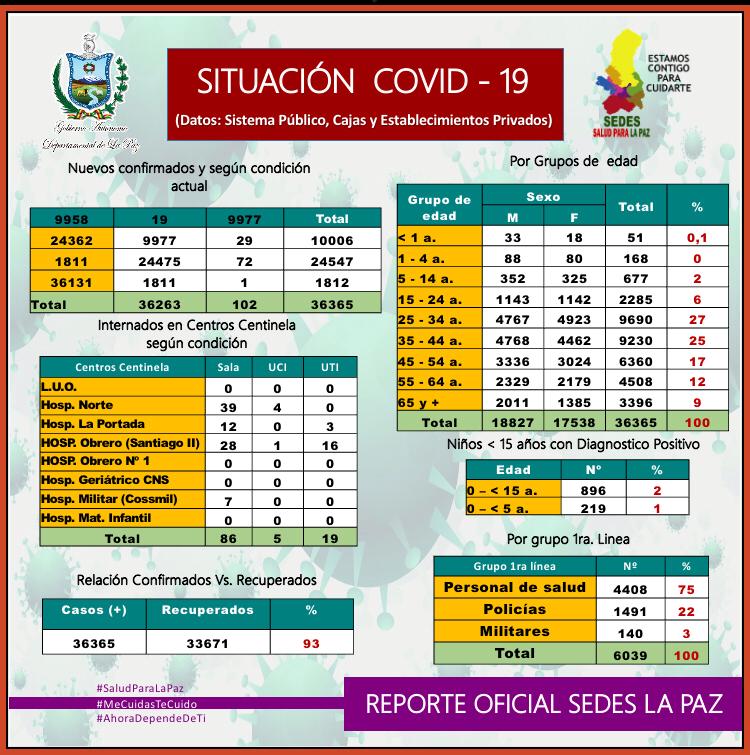 Gobierno Autónomo
Departamental de La Paz
SITUACIÓN COVID - 19
(Datos: Sistema Público, Cajas y Establecimientos Privados)
ESTAMOS
CONTIGO
PARA
CUIDARTE
SEDES
SALUD PARA LA PAZ
Nuevos confirmados y según condición
actual
9958 19 9977 Total
24362 9977 29 10006
1811 24475 72 24547
36131 1811 1 1812
Total 36263 102 36365
Internados en Centros Centinela
según condición
Centros Centinela Sala UCI UTI
L.U.O. 0 0 0
Hosp. Norte 39 4 0
Hosp. La Portada 12 0 3
HOSP. Obrero (Santiago II) 28 1 16
HOSP. Obrero Nº 1 0 0 0
Hosp. Geriátrico CNS 0 0 0
Hosp. Militar (Cossmil) 7 0 0
Hosp. Mat. Infantil 0 0 0
Total 86 5 19
Relación Confirmados Vs. Recuperados
Casos (+) Recuperados %
36365 33671 93
Por Grupos de edad
Grupo de
edad Sexo Total %
M F
< 1 a. 33 18 51 0,1
1 - 4 a. 88 80 168 0
5 - 14 a. 352 325 677 2
15 - 24 a. 1143 1142 2285 6
25 - 34 a. 4767 4923 9690 27
35 - 44 a. 4768 4462 9230 25
45 - 54 a. 3336 3024 6360 17
55 - 64 a. 2329 2179 4508 12
65 y + 2011 1385 3396 9
Total 18827 17538 36365 100
Niños < 15 años con Diagnostico Positivo
Edad Nº %
0 – < 15 a. 896 2
0 – < 5 a. 219 1
Por grupo 1ra. Linea
Grupo 1ra línea Nº %
Personal de salud 4408 75
Policías 1491 22
Militares 140 3
Total 6039 100
#SaludParaLaPaz
#MeCuidasTeCuido
#AhoraDependeDeTi
REPORTE OFICIAL SEDES LA PAZ